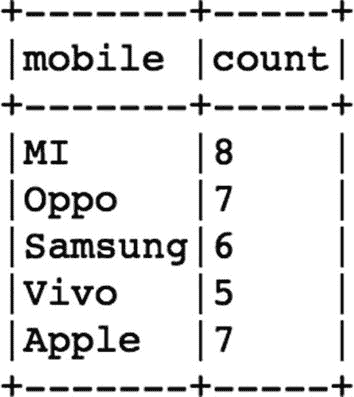 +-------+-----+
|mobile |count|
+-------+-----+
|MI     |8    |
|Oppo   |7    |
|Samsung|6    |
|Vivo   |5    |
|Apple  |7    |
+-------+-----+